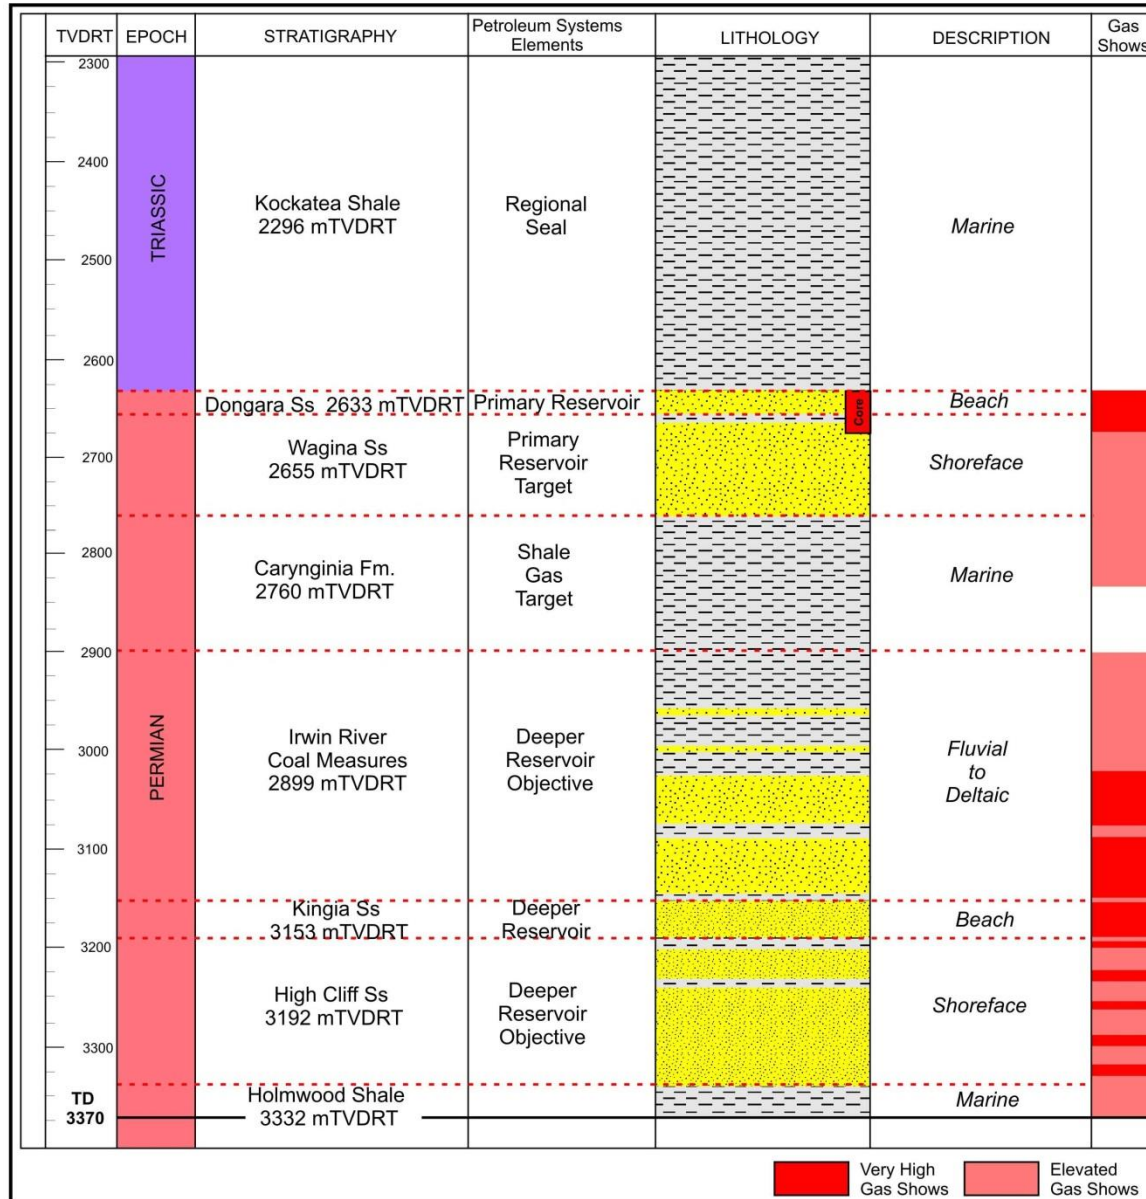 TVDRT
EPOCH
STRATIGRAPHY
Petroleum Systems
Elements
LITHOLOGY
DESCRIPTION
Gas
Shows
2300
2400
2500
2600
2700
2800
2900
3000
3100
3200
3300
TD
3370
TRIASSIC
PERMIAN
Kockatea Shale
2296 mTVDRT
Regional
Seal
Marine
Dongara Ss 2633 mTVDRT
Primary Reservoir
Core
Beach
Wagina Ss
2655 mTVDRT
Primary
Reservoir
Target
Shoreface
Carynginia Fm.
2760 mTVDRT
Shale
Gas
Target
Marine
Irwin River
Coal Measures
2899 mTVDRT
Deeper
Reservoir
Objective
Fluvial
to
Deltaic
Kingia Ss
3153 mTVDRT
Deeper
Reservoir
Beach
High Cliff Ss
3192 mTVDRT
Deeper
Reservoir
Objective
Shoreface
Holmwood Shale
3332 mTVDRT
Marine
Very High
Gas Shows
Elevated
Gas Shows